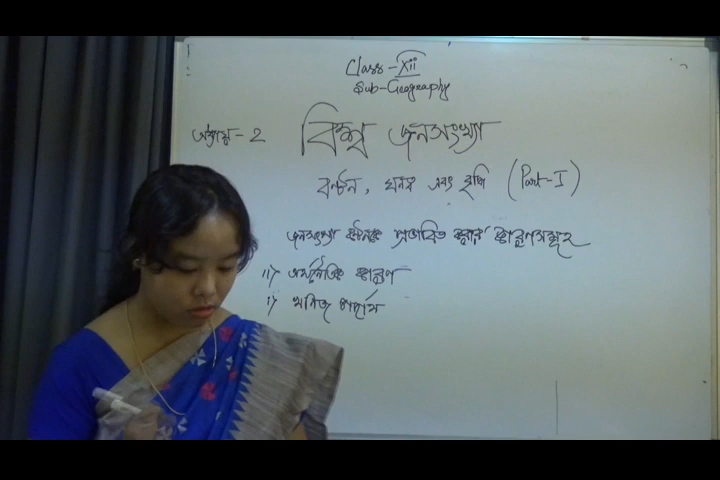 Class-XII
Sub-Geography
অধ্যায়-2 বিশ্ব জনসংখ্যা
বণ্টন, ঘনত্ব এবং বৃদ্ধি (Part-I)
জনসংখ্যা বণ্টনকে প্রভাবিত করার কারণসমূহ
ii) অর্থনৈতিক কারণ
i) খনিজ পদার্থ